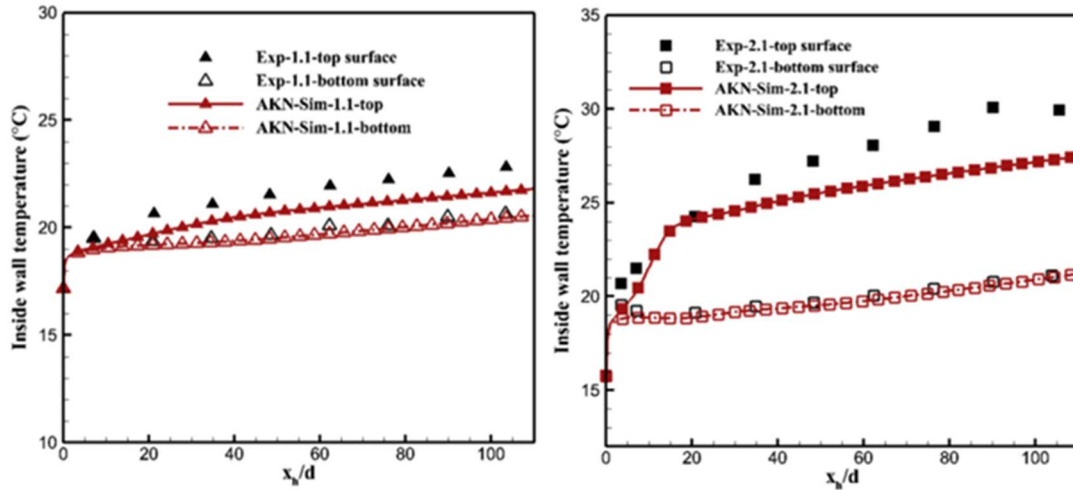 30
25
20
15
10
Inside wall temperature (°C)
Exp-1.1-top surface
Exp-1.1-bottom surface
AKN-Sim-1.1-top
AKN-Sim-1.1-bottom
0 20 40 60 80 100
x_h/d
35
30
25
20
15
Inside wall temperature (°C)
Exp-2.1-top surface
Exp-2.1-bottom surface
AKN-Sim-2.1-top
AKN-Sim-2.1-bottom
0 20 40 60 80 100
x_h/d